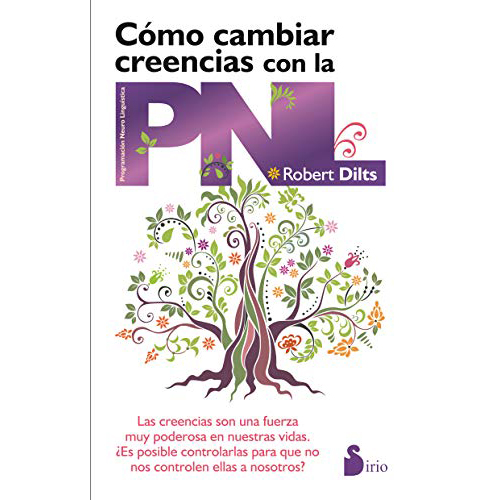 Cómo cambiar
creencias con la
Programación Neuro Lingüística
PNL
Robert Dilts
Las creencias son una fuerza
muy poderosa en nuestras vidas.
¿Es posible controlarlas para que no
nos controlen ellas a nosotros?
Sirio